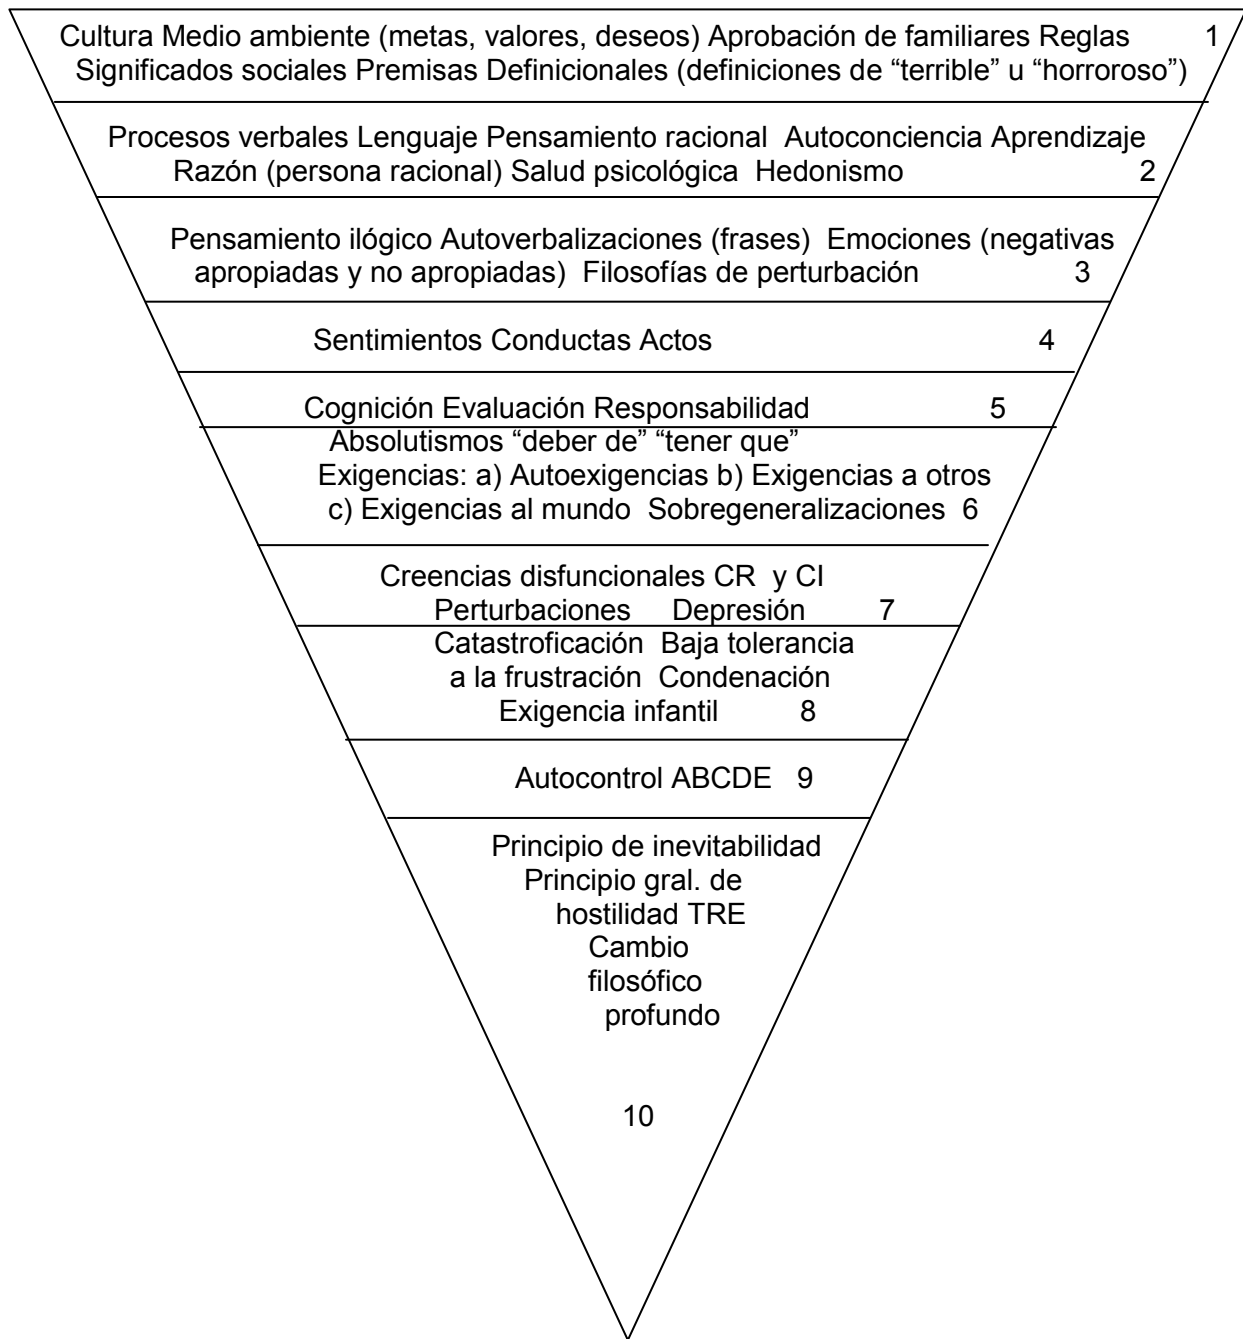 Cultura Medio ambiente (metas, valores, deseos) Aprobación de familiares Reglas 1
Significados sociales Premisas Definicionales (definiciones de “terrible” u “horroroso”)
Procesos verbales Lenguaje Pensamiento racional Autoconciencia Aprendizaje
Razón (persona racional) Salud psicológica Hedonismo 2
Pensamiento ilógico Autoverbalizaciones (frases) Emociones (negativas
apropiadas y no apropiadas) Filosofías de perturbación 3
Sentimientos Conductas Actos 4
Cognición Evaluación Responsabilidad 5
Absolutismos “deber de” “tener que”
Exigencias: a) Autoexigencias b) Exigencias a otros
c) Exigencias al mundo Sobregeneralizaciones 6
Creencias disfuncionales CR y CI
Perturbaciones Depresión 7
Catastroficación Baja tolerancia
a la frustración Condenación
Exigencia infantil 8
Autocontrol ABCDE 9
Principio de inevitabilidad
Principio gral. de
hostilidad TRE
Cambio
filosófico
profundo
10